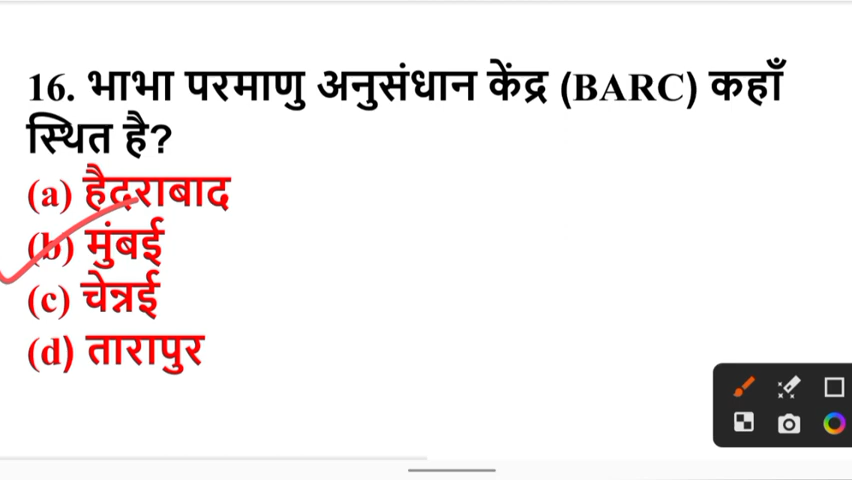 16. भाभा परमाणु अनुसंधान केंद्र (BARC) कहाँ
स्थित है?
(a) हैदराबाद
(b) मुंबई
(c) चेन्नई
(d) तारापुर